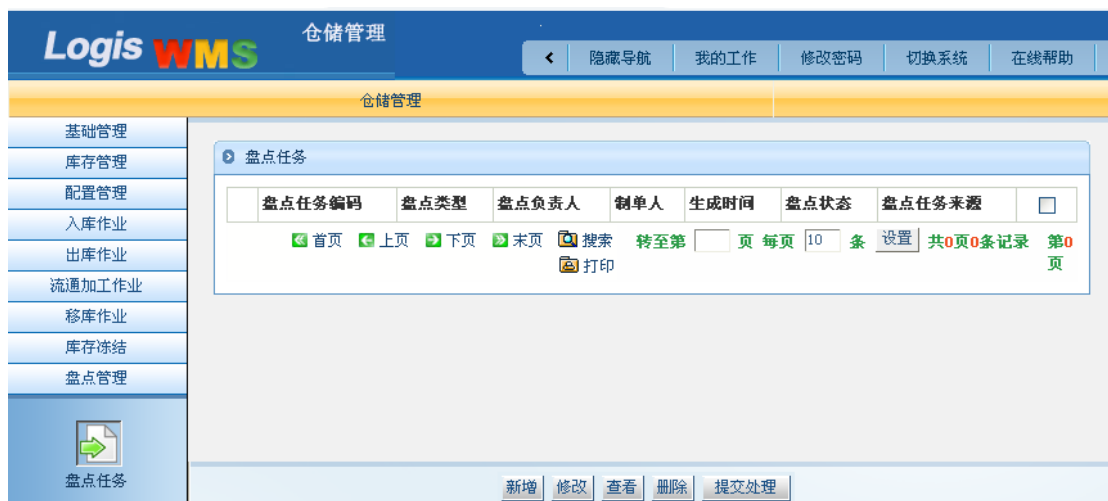 Logis WMS
仓储管理
隐藏导航 我的工作 修改密码 切换系统 在线帮助
仓储管理
基础管理
库存管理
配置管理
入库作业
出库作业
流通加工作业
移库作业
库存冻结
盘点管理
盘点任务
盘点任务
盘点任务编码 盘点类型 盘点负责人 制单人 生成时间 盘点状态 盘点任务来源
首页 上页 下页 末页 搜索 转至第 页 每页 10 条 设置 共0页0条记录 第0
打印 页
新增 修改 查看 删除 提交处理